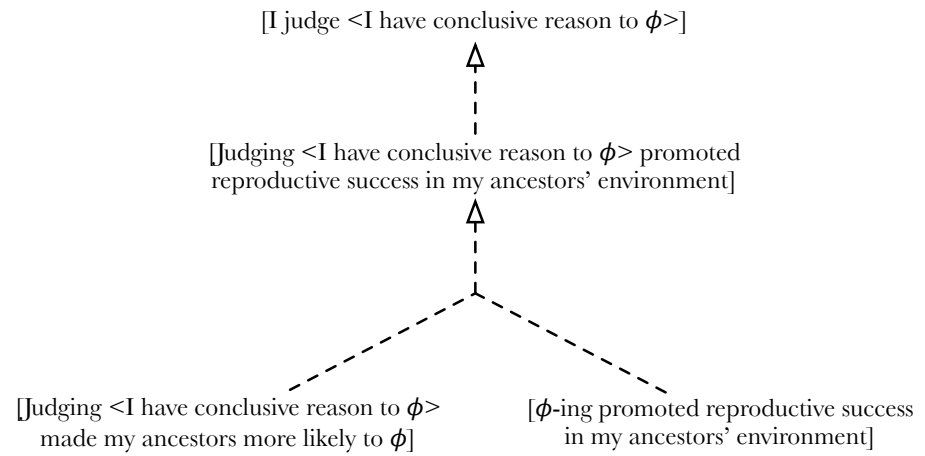 [I judge <I have conclusive reason to ϕ>]
[Judging <I have conclusive reason to ϕ> promoted
reproductive success in my ancestors’ environment]
[Judging <I have conclusive reason to ϕ>
made my ancestors more likely to ϕ]
[ϕ-ing promoted reproductive success
in my ancestors’ environment]